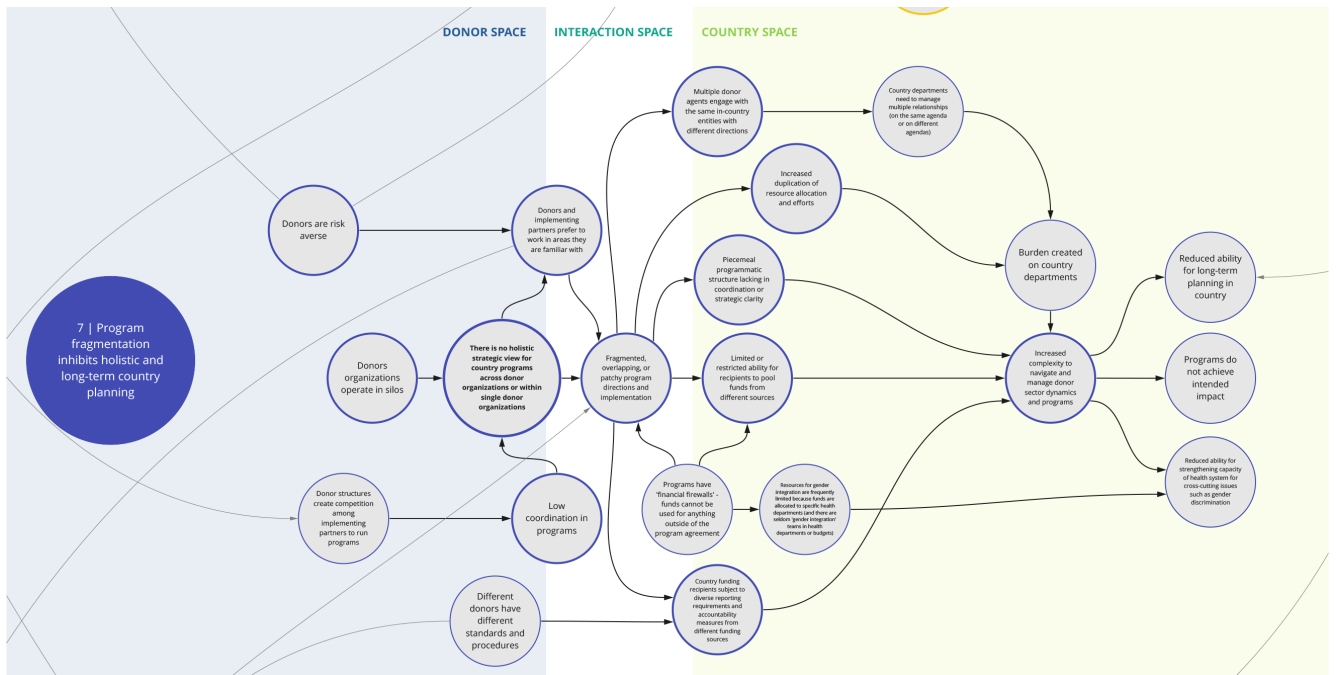 DONOR SPACE
INTERACTION SPACE
COUNTRY SPACE
Multiple donor
agents engage with
the same in-country
entities with
different directions
Country departments
need to manage
multiple relationships
(on the same agenda
or on different
agendas)
Increased
duplication of
resource allocation
and efforts
Donors are risk
averse
Donors and
implementing
partners prefer to
work in areas they
are familiar with
Piecemeal
programmatic
structure lacking in
coordination or
strategic clarity
Burden created
on country
departments
Reduced ability
for long-term
planning in
country
7 | Program
fragmentation
inhibits holistic and
long-term country
planning
Donors
organizations
operate in silos
There is no holistic
strategic view for
country programs
across donor
organizations or within
single donor
organizations
Fragmented,
overlapping, or
patchy program
directions and
implementation
Limited or
restricted ability for
recipients to pool
funds from
different sources
Increased
complexity to
navigate and
manage donor
sector dynamics
and programs
Programs do
not achieve
intended
impact
Donor structures
create competition
among
implementing
partners to run
programs
Low
coordination in
programs
Programs have
'financial firewalls' -
funds cannot be
used for anything
outside of the
program agreement
Resources for gender
integration are frequently
limited because funds are
allocated to specific health
departments (and there are
seldom 'gender integration'
teams in health
departments or budgets)
Reduced ability for
strengthening capacity
of health system for
cross-cutting issues
such as gender
discrimination
Different
donors have
different
standards and
procedures
Country funding
recipients subject to
diverse reporting
requirements and
accountability
measures from
different funding
sources